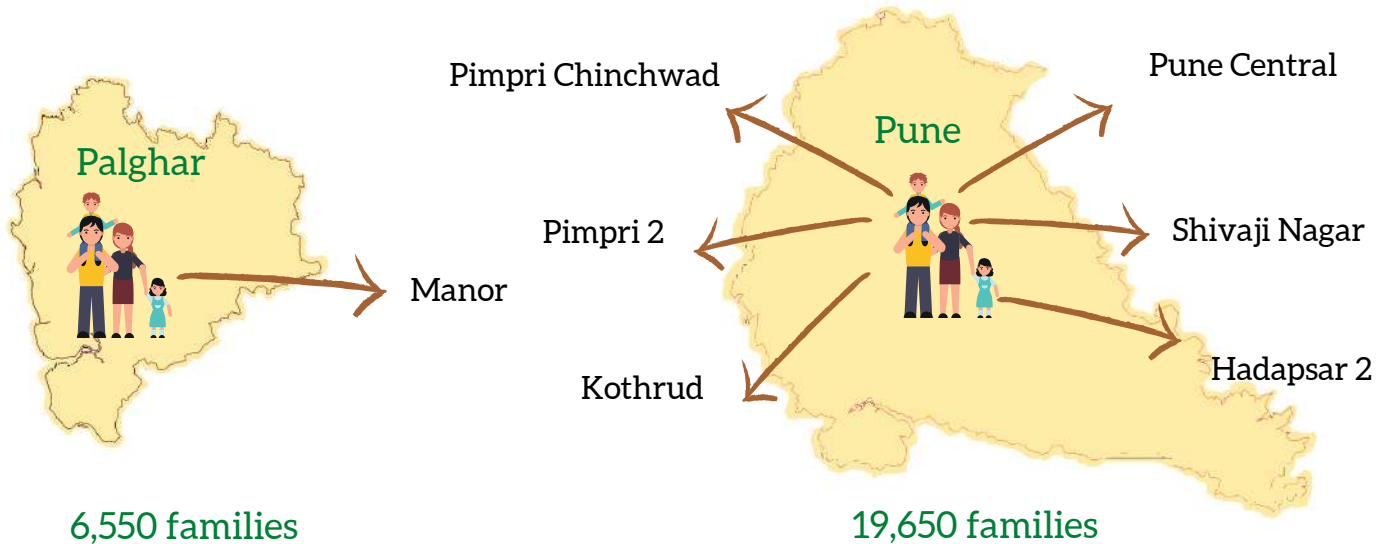 Palghar
Manor
6,550 families
Pune
Pimpri Chinchwad
Pune Central
Pimpri 2
Shivaji Nagar
Kothrud
Hadapsar 2
19,650 families